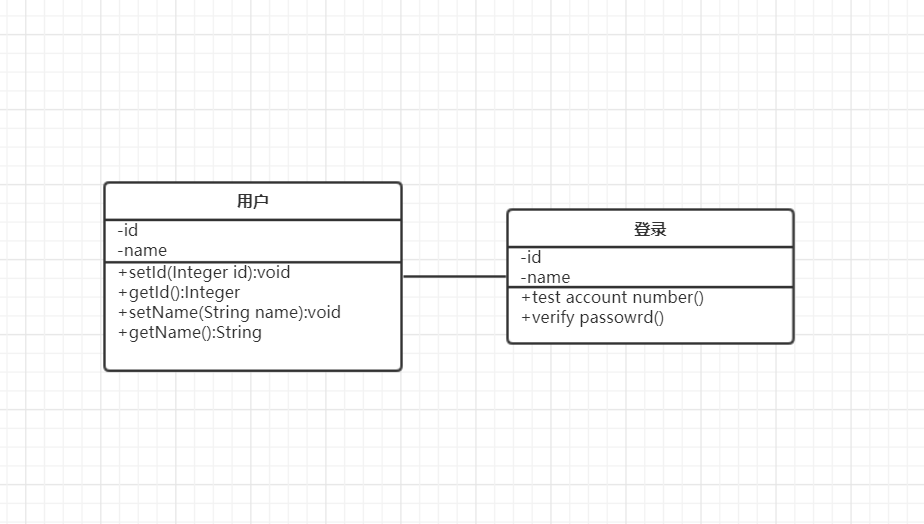 用户
-id
-name
+setId(Integer id):void
+getId():Integer
+setName(String name):void
+getName():String
登录
-id
-name
+test account number()
+verify passowrd()